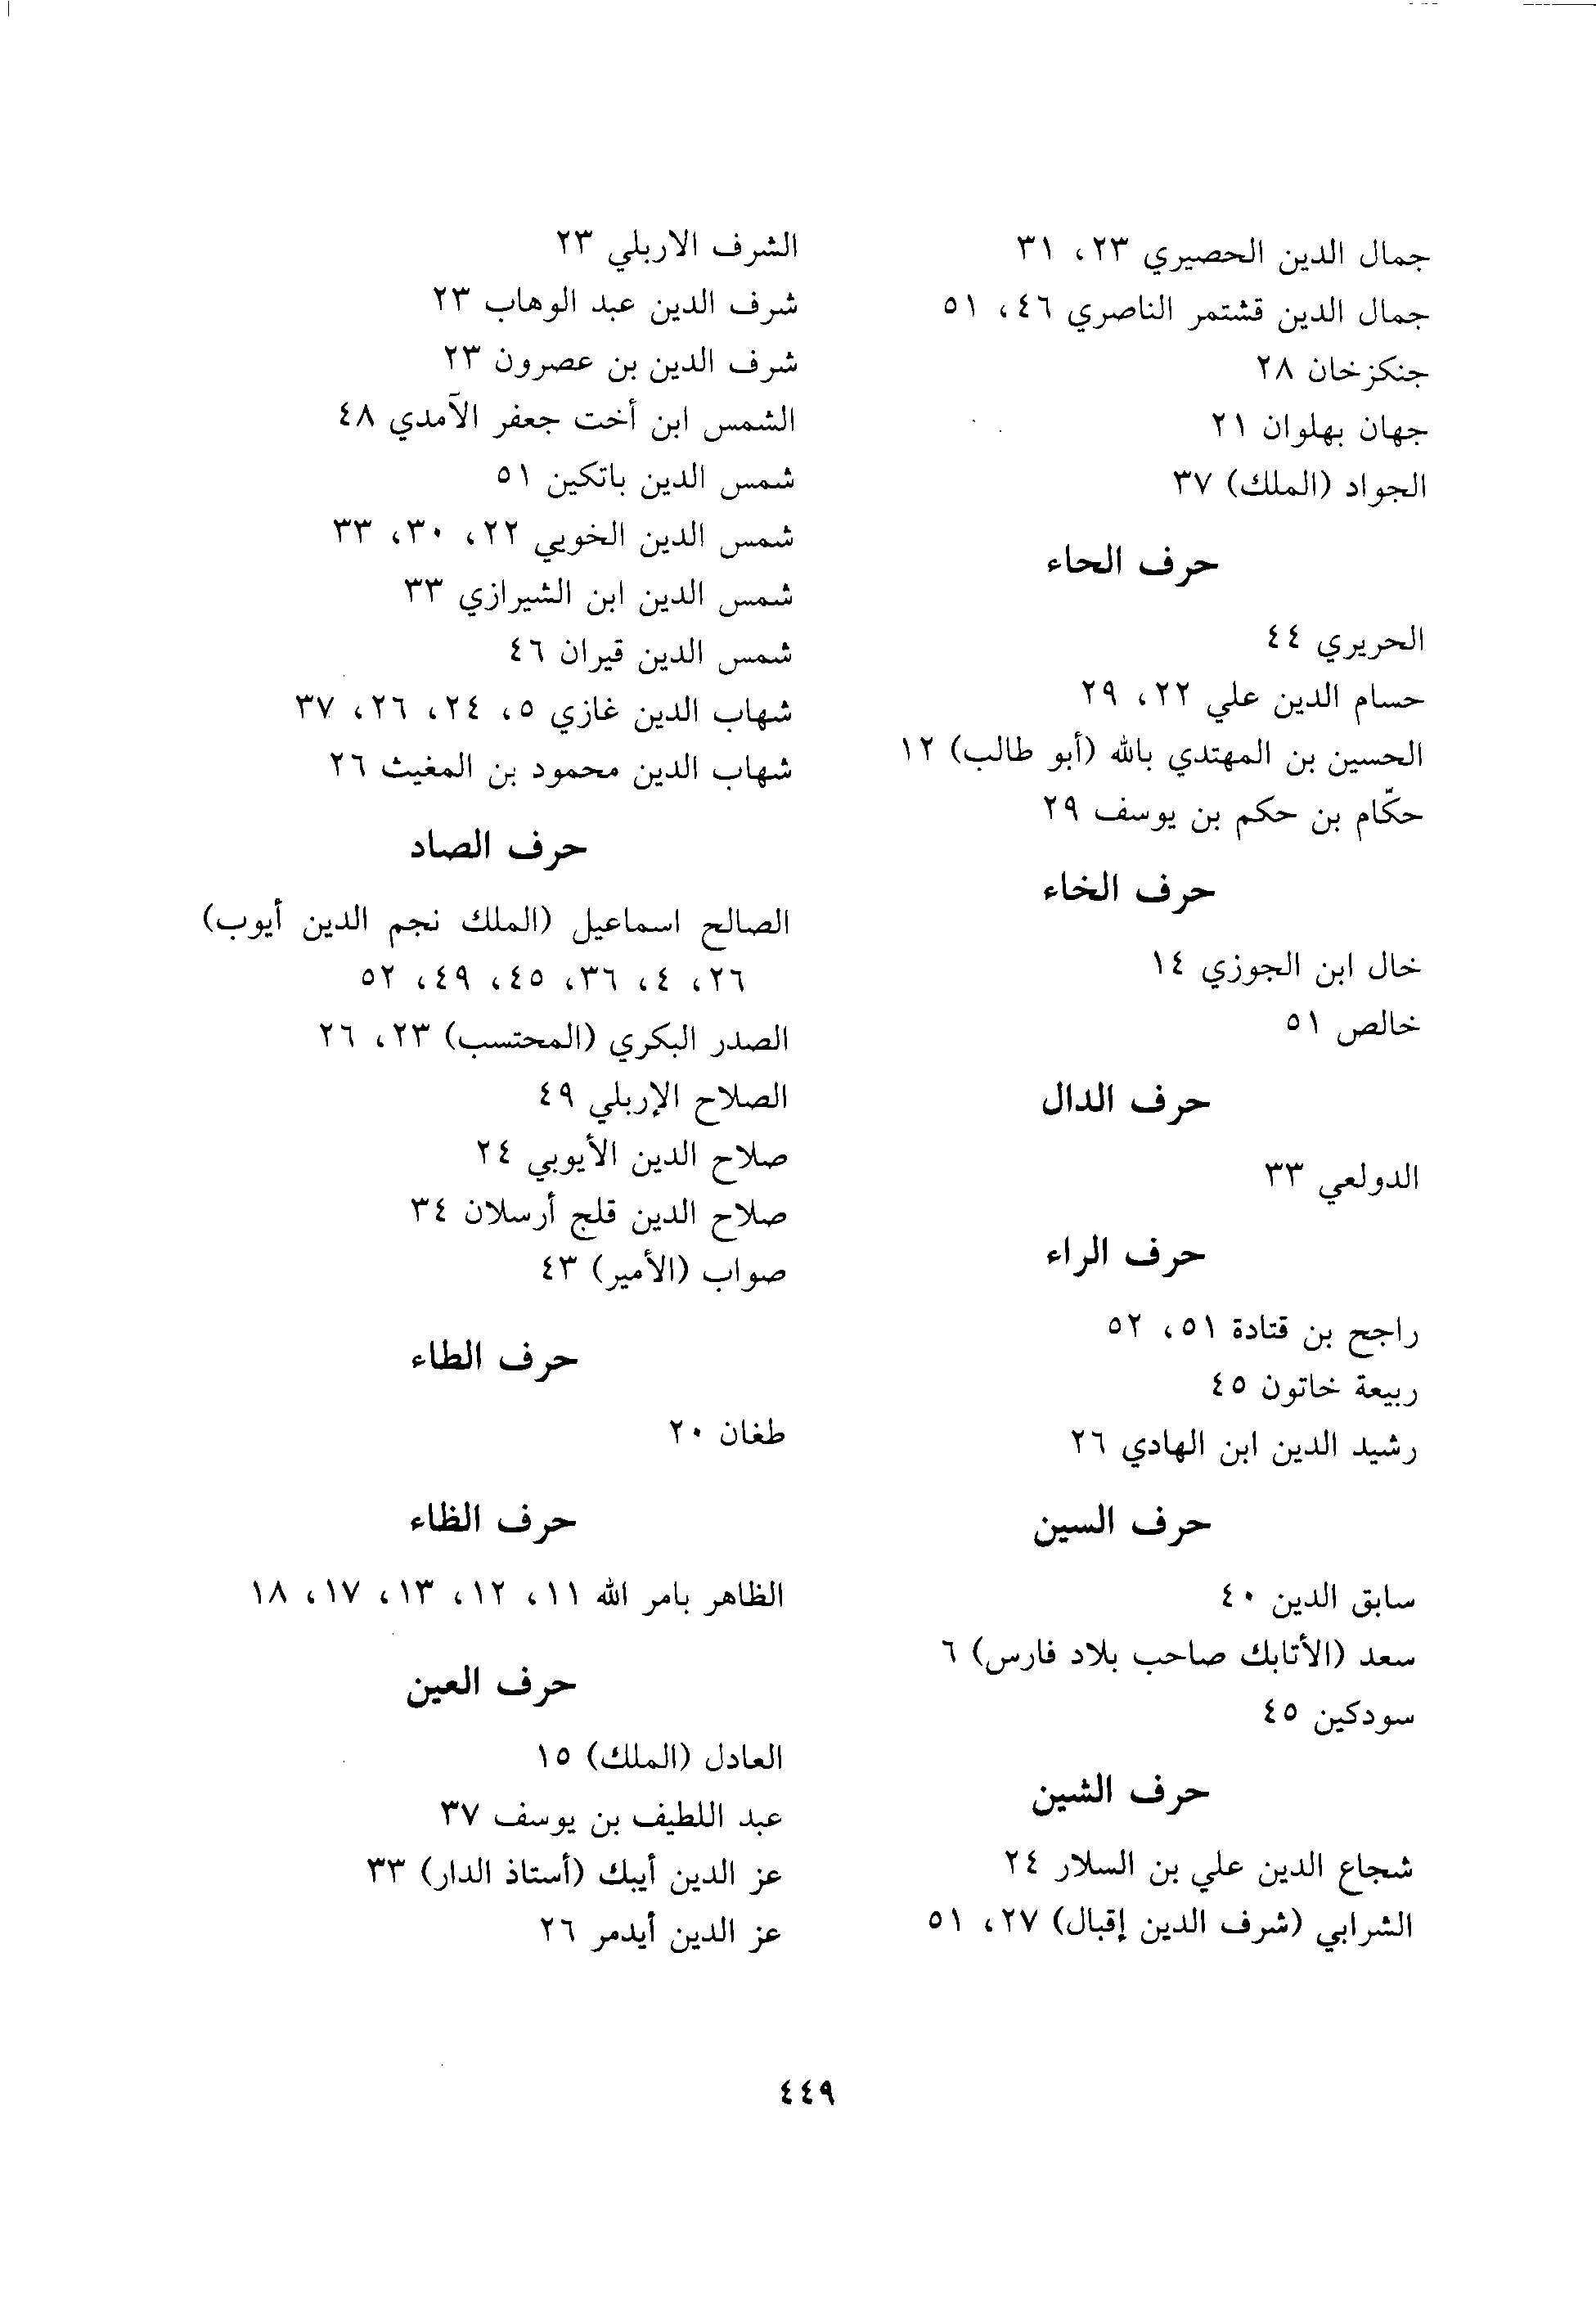 جمال الدين الحصيري ٢٣، ٣١
جمال الدين قشتمر الناصري ٤٦، ٥١
جنكزخان ٢٨
جهان بهلوان ٢١
الجواد (الملك) ٣٧
حرف الحاء
الحريري ٤٤
حسام الدين علي ٢٢، ٢٩
الحسين بن المهتدي بالله (أبو طالب) ١٢
حكّام بن حكم بن يوسف ٢٩
حرف الخاء
خال ابن الجوزي ١٤
خالص ٥١
حرف الدال
الدولعي ٣٣
حرف الراء
راجح بن قتادة ٥١، ٥٢
ربيعة خاتون ٤٥
رشيد الدين ابن الهادي ٢٦
حرف السين
سابق الدين ٤٠
سعد (الأتابك صاحب بلاد فارس) ٦
سودكين ٤٥
حرف الشين
شجاع الدين علي بن السلار ٢٤
الشرابي (شرف الدين إقبال) ٢٧، ٥١
الشرف الاربلي ٢٣
شرف الدين عبد الوهاب ٢٣
شرف الدين بن عصرون ٢٣
الشمس ابن أخت جعفر الآمدي ٤٨
شمس الدين باتكين ٥١
شمس الدين الخويي ٢٢، ٣٠، ٣٣
شمس الدين ابن الشيرازي ٣٣
شمس الدين قيران ٤٦
شهاب الدين غازي ٥، ٢٤، ٢٦، ٣٧
شهاب الدين محمود بن المغيث ٢٦
حرف الصاد
الصالح اسماعيل (الملك نجم الدين أيوب)
٢٦، ٤، ٣٦، ٤٥، ٤٩، ٥٢
الصدر البكري (المحتسب) ٢٣، ٢٦
الصلاح الإربلي ٤٩
صلاح الدين الأيوبي ٢٤
صلاح الدين قلج أرسلان ٣٤
صواب (الأمير) ٤٣
حرف الطاء
طغان ٢٠
حرف الظاء
الظاهر بامر الله ١١، ١٢، ١٣، ١٧، ١٨
حرف العين
العادل (الملك) ١٥
عبد اللطيف بن يوسف ٣٧
عز الدين أيبك (أستاذ الدار) ٣٣
عز الدين أيدمر ٢٦
٤٤٩